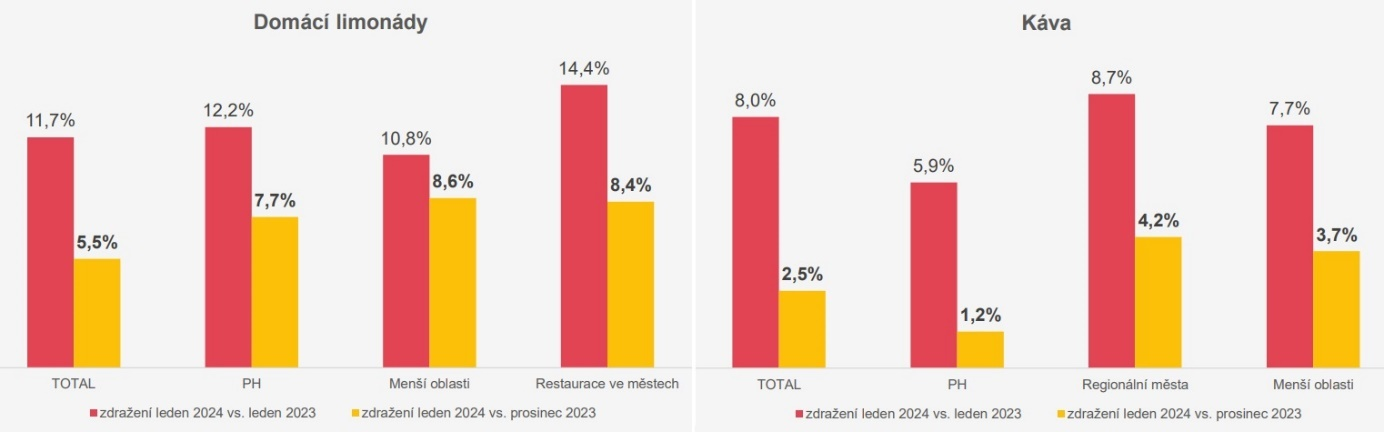 Domácí limonády
14,4%
12,2%
11,7%
10,8%
8,6%
8,4%
7,7%
5,5%
TOTAL PH Menší oblasti Restaurace ve městech
zdražení leden 2024 vs. leden 2023 zdražení leden 2024 vs. prosinec 2023
Káva
8,7%
8,0%
7,7%
5,9%
4,2%
3,7%
2,5%
1,2%
TOTAL PH Regionální města Menší oblasti
zdražení leden 2024 vs. leden 2023 zdražení leden 2024 vs. prosinec 2023